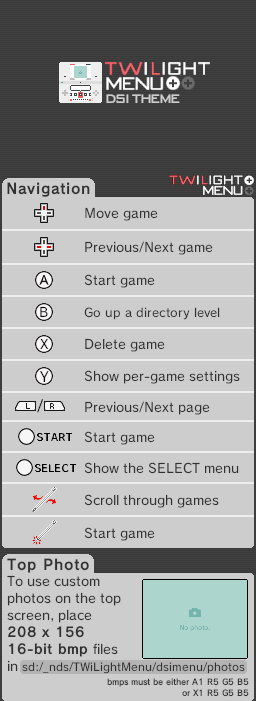 TWiLIGHT
MENU++
DSI THEME
Navigation
TWiLIGHT
MENU++
Move game
Previous/Next game
A Start game
B Go up a directory level
X Delete game
Y Show per-game settings
L/R Previous/Next page
START Start game
SELECT Show the SELECT menu
Scroll through games
Start game
Top Photo
To use custom
photos on the top
screen, place
208 x 156
16-bit bmp files
in sd:/_nds/TWiLightMenu/dsimenu/photos
No photo.
bmps must be either A1 R5 G5 B5
or X1 R5 G5 B5